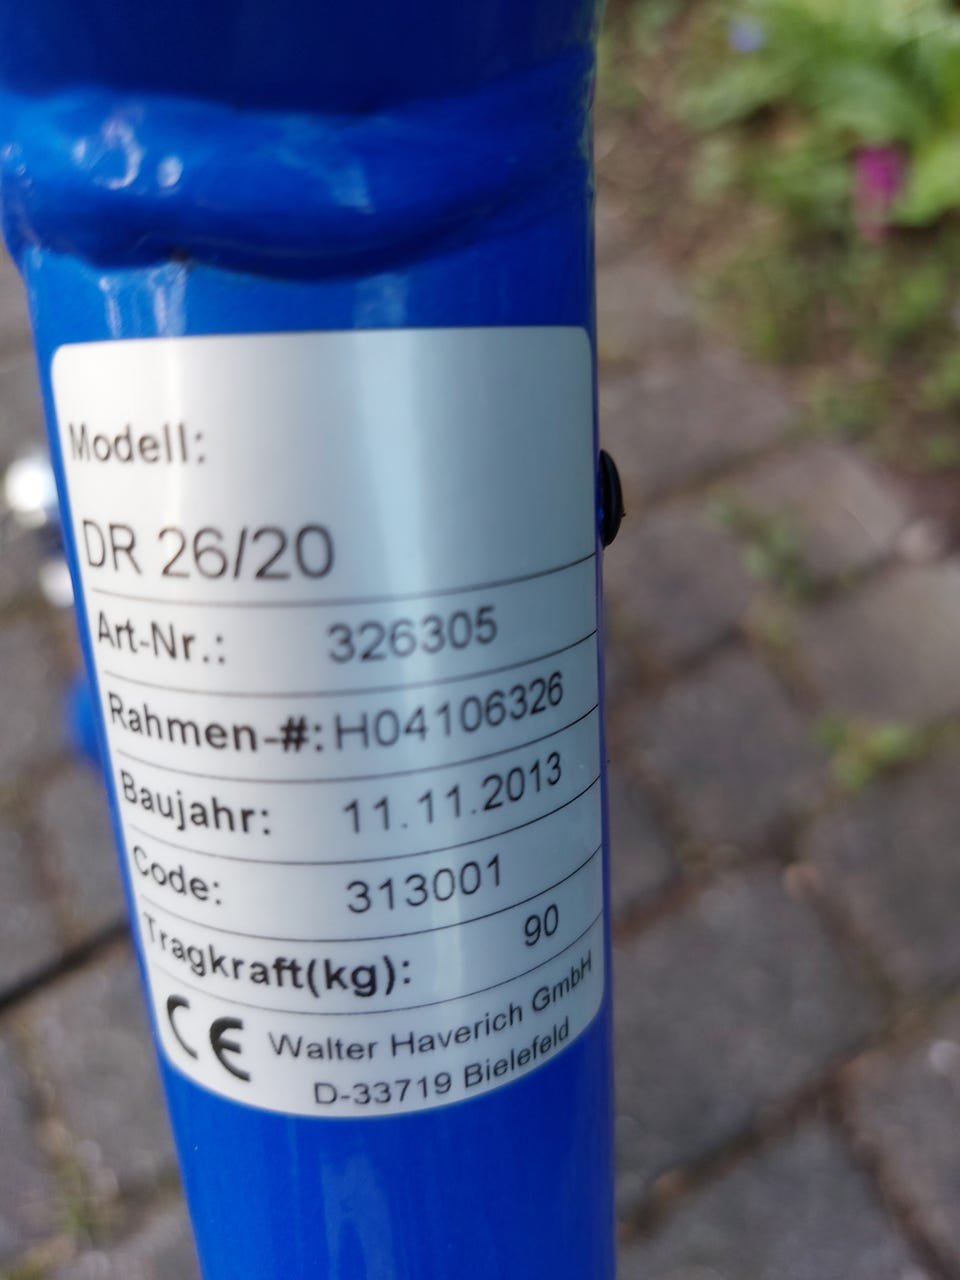 Modell:
DR 26/20
Art-Nr.: 326305
Rahmen-#: H04106326
Baujahr: 11.11.2013
Code: 313001
Tragkraft(kg): 90
CE Walter Haverich GmbH
D-33719 Bielefeld